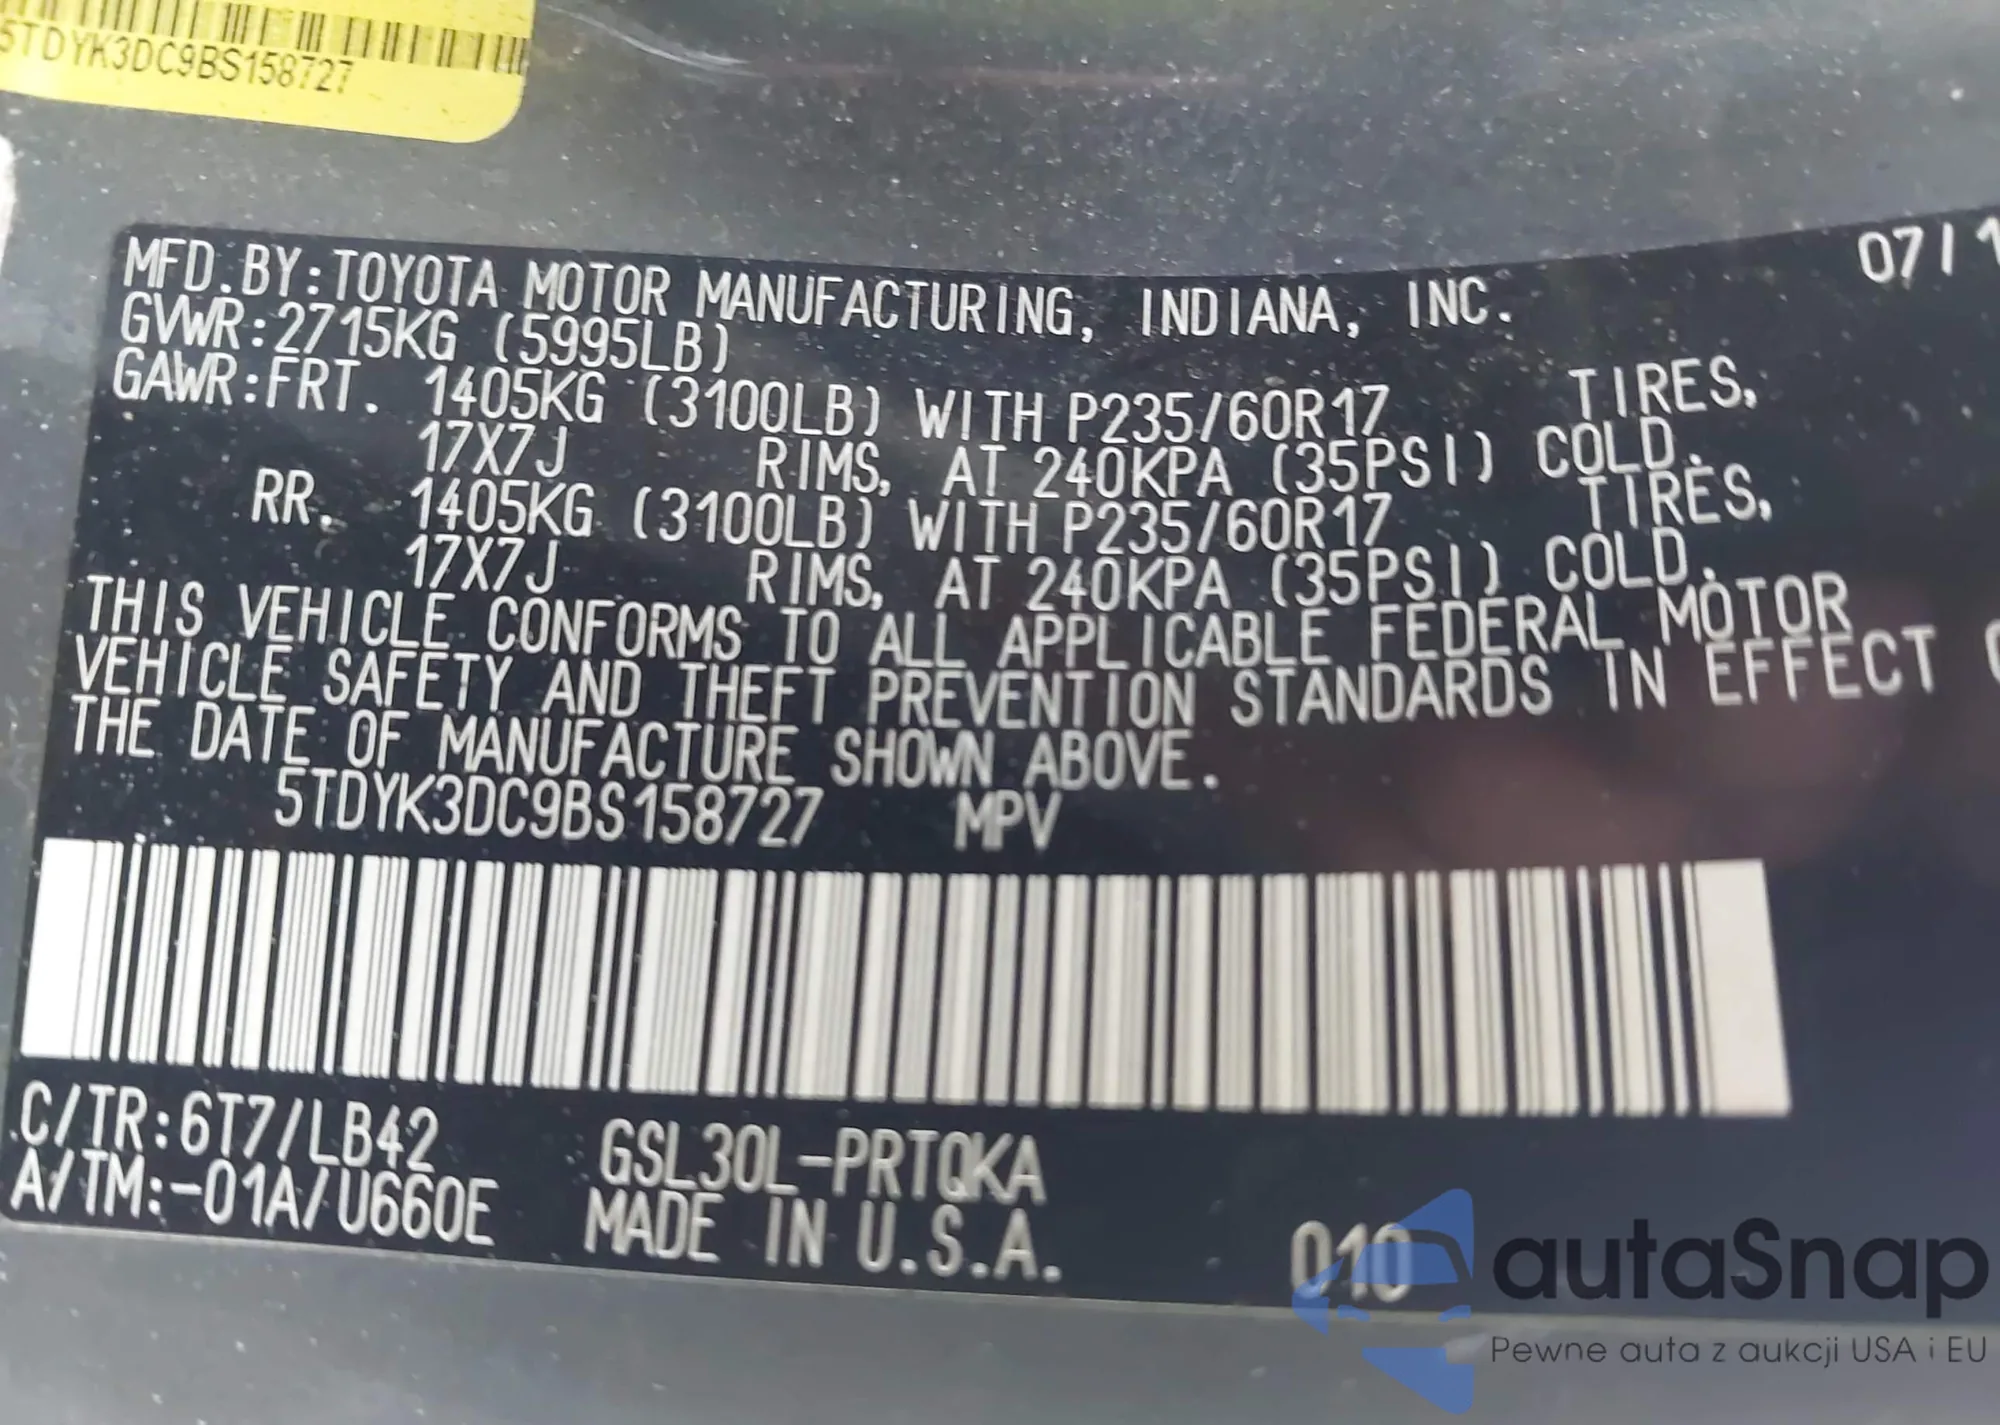 5TDYK3DC9BS158727
MFD.BY:TOYOTA MOTOR MANUFACTURING, INDIANA, INC. 07/1
GVWR:2715KG (5995LB)
GAWR:FRT. 1405KG (3100LB) WITH P235/60R17 TIRES,
17X7J RIMS, AT 240KPA (35PSI) COLD.
RR. 1405KG (3100LB) WITH P235/60R17 TIRES,
17X7J RIMS, AT 240KPA (35PSI) COLD.
THIS VEHICLE CONFORMS TO ALL APPLICABLE FEDERAL MOTOR
VEHICLE SAFETY AND THEFT PREVENTION STANDARDS IN EFFECT
THE DATE OF MANUFACTURE SHOWN ABOVE.
5TDYK3DC9BS158727 MPV
C/TR:6T7/LB42 GSL30L-PRTQKA
A/TM:-01A/U660E MADE IN U.S.A. 010
autaSnap
Pewne auta z aukcji USA i EU